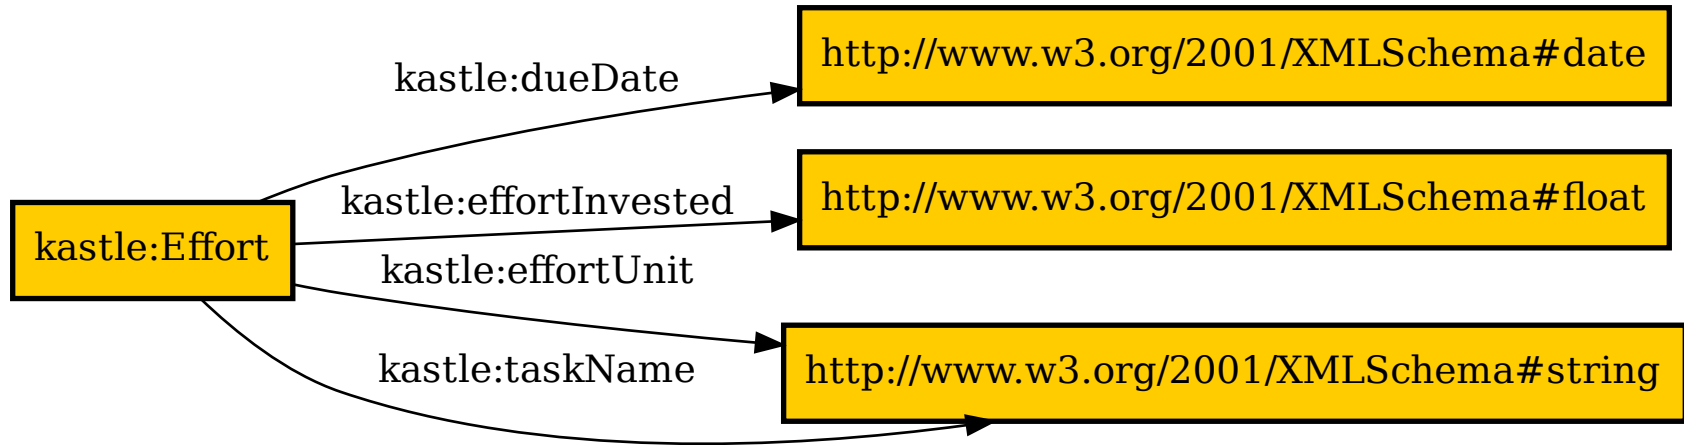 kastle:dueDate
http://www.w3.org/2001/XMLSchema#date
kastle:effortInvested
http://www.w3.org/2001/XMLSchema#float
kastle:Effort
kastle:effortUnit
kastle:taskName
http://www.w3.org/2001/XMLSchema#string